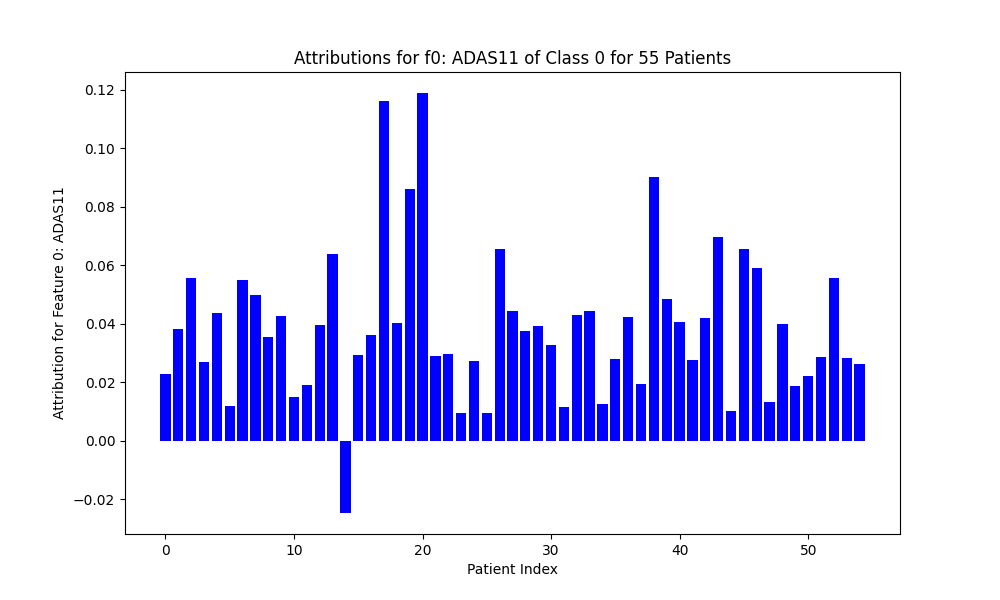 Attributions for f0: ADAS11 of Class 0 for 55 Patients
Attribution for Feature 0: ADAS11
0.12
0.10
0.08
0.06
0.04
0.02
0.00
−0.02
0 10 20 30 40 50
Patient Index